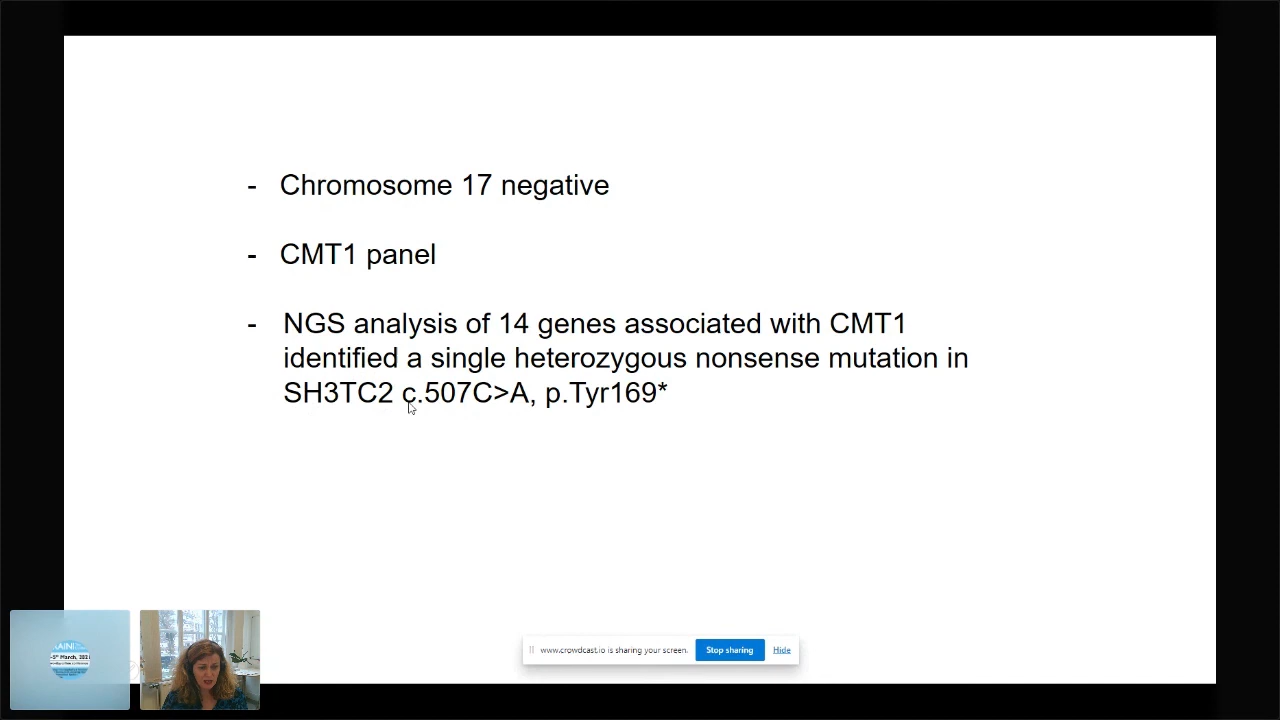 - Chromosome 17 negative
- CMT1 panel
- NGS analysis of 14 genes associated with CMT1
identified a single heterozygous nonsense mutation in
SH3TC2 c.507C>A, p.Tyr169*
www.crowdcast.io is sharing your screen.
Stop sharing
Hide